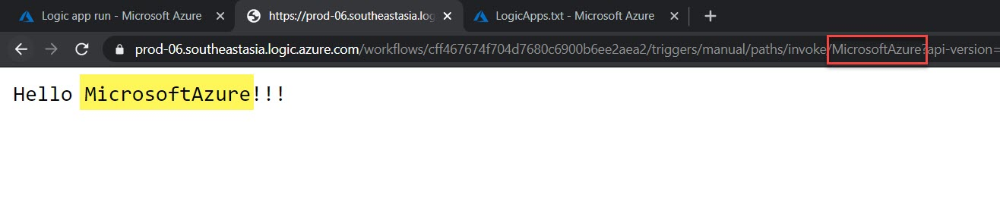 Logic app run - Microsoft Azure
https://prod-06.southeastasia.log
LogicApps.txt - Microsoft Azure
prod-06.southeastasia.logic.azure.com/workflows/cff467674f704d7680c6900b6ee2aea2/triggers/manual/paths/invoke/MicrosoftAzure?api-version=
Hello MicrosoftAzure!!!